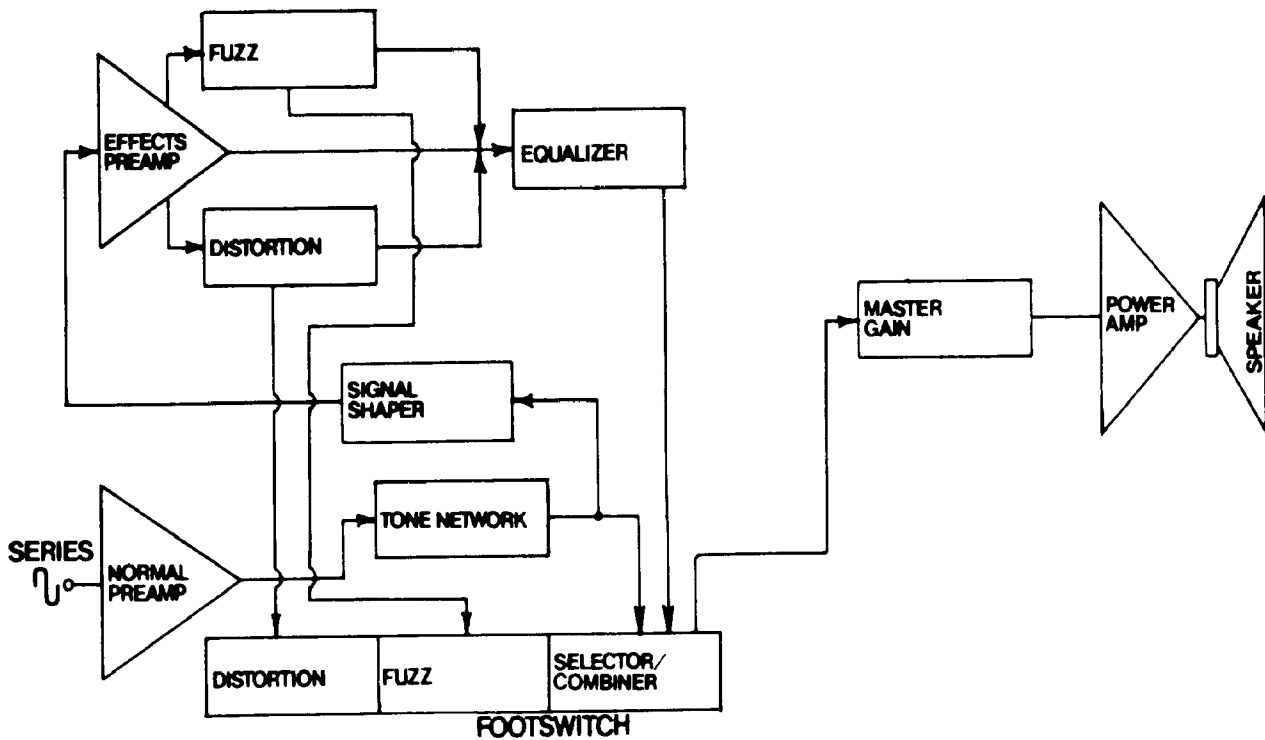 FUZZ
EFFECTS
PREAMP
EQUALIZER
DISTORTION
MASTER
GAIN
POWER
AMP
SPEAKER
SIGNAL
SHAPER
TONE NETWORK
SERIES
NORMAL
PREAMP
DISTORTION
FUZZ
SELECTOR/
COMBINER
FOOTSWITCH